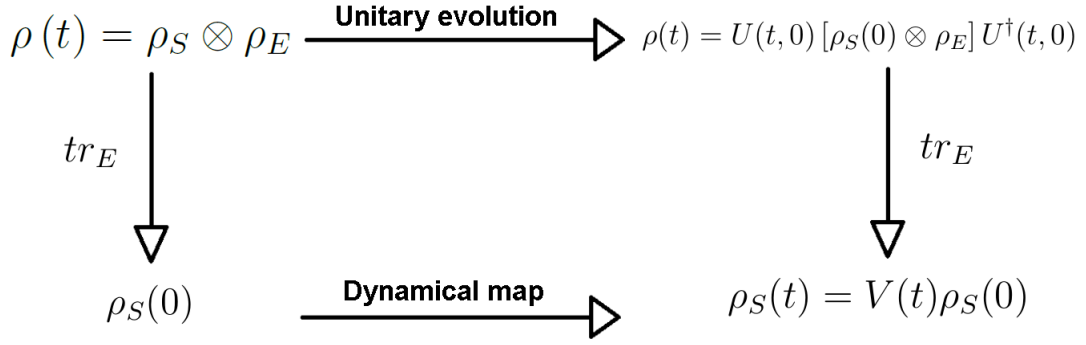 ρ(t) = ρ_S ⊗ ρ_E
Unitary evolution
ρ(t) = U(t, 0) [ρ_S(0) ⊗ ρ_E] U†(t, 0)
tr_E
tr_E
ρ_S(0)
Dynamical map
ρ_S(t) = V(t)ρ_S(0)